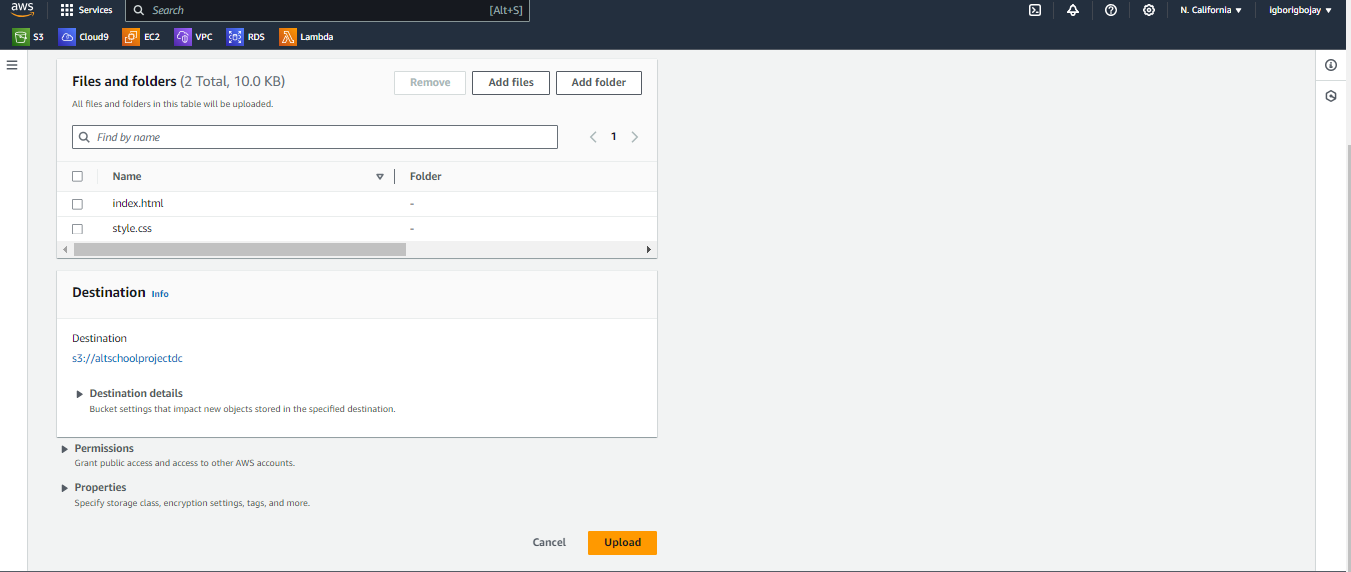 aws Services Search [Alt+S] N. California igborigbojay
S3 Cloud9 EC2 VPC RDS Lambda
Files and folders (2 Total, 10.0 KB) Remove Add files Add folder
All files and folders in this table will be uploaded.
Find by name 1
Name Folder
index.html -
style.css -
Destination Info
Destination
s3://altschoolprojectdc
Destination details
Bucket settings that impact new objects stored in the specified destination.
Permissions
Grant public access and access to other AWS accounts.
Properties
Specify storage class, encryption settings, tags, and more.
Cancel Upload